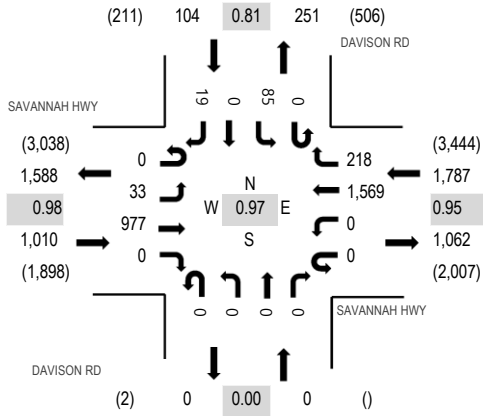 (211) 104 0.81 251 (506)
DAVISON RD
19 0 85 0
SAVANNAH HWY
(3,038) (3,444)
1,588 0 218 1,787
33 N 1,569
0.98 W 0.97 E 0.95
977 0
1,010 S 1,062
0 0
(1,898) (2,007)
0 0 0 0
SAVANNAH HWY
DAVISON RD
(2) 0 0.00 0 ()